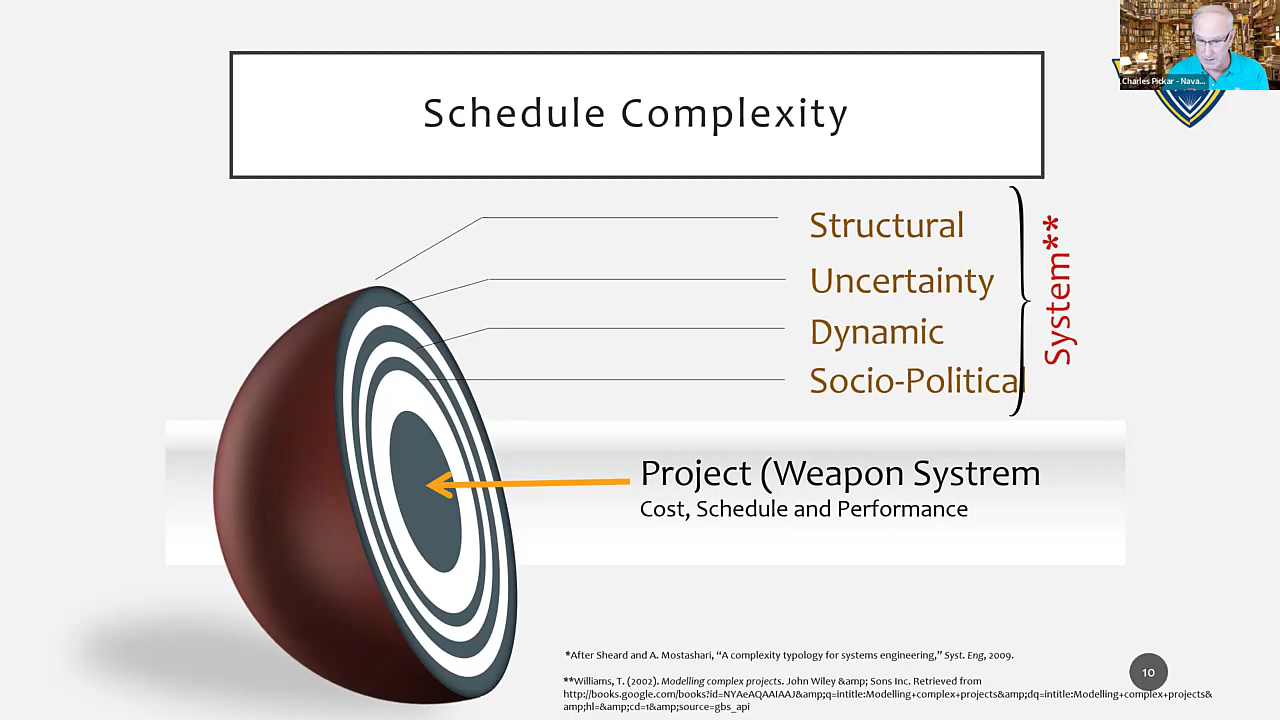 Charles Pickar - Nava...
Schedule Complexity
Structural
Uncertainty
Dynamic
Socio-Political
System**
Project (Weapon Systrem
Cost, Schedule and Performance
*After Sheard and A. Mostashari, “A complexity typology for systems engineering,” Syst. Eng, 2009.
10
**Williams, T. (2002). Modelling complex projects. John Wiley &amp; Sons Inc. Retrieved from
http://books.google.com/books?id=NYAeAQAAIAAJ&amp;q=intitle:Modelling+complex+projects&amp;dq=intitle:Modelling+complex+projects&
amp;hl=&amp;cd=1&amp;source=gbs_api